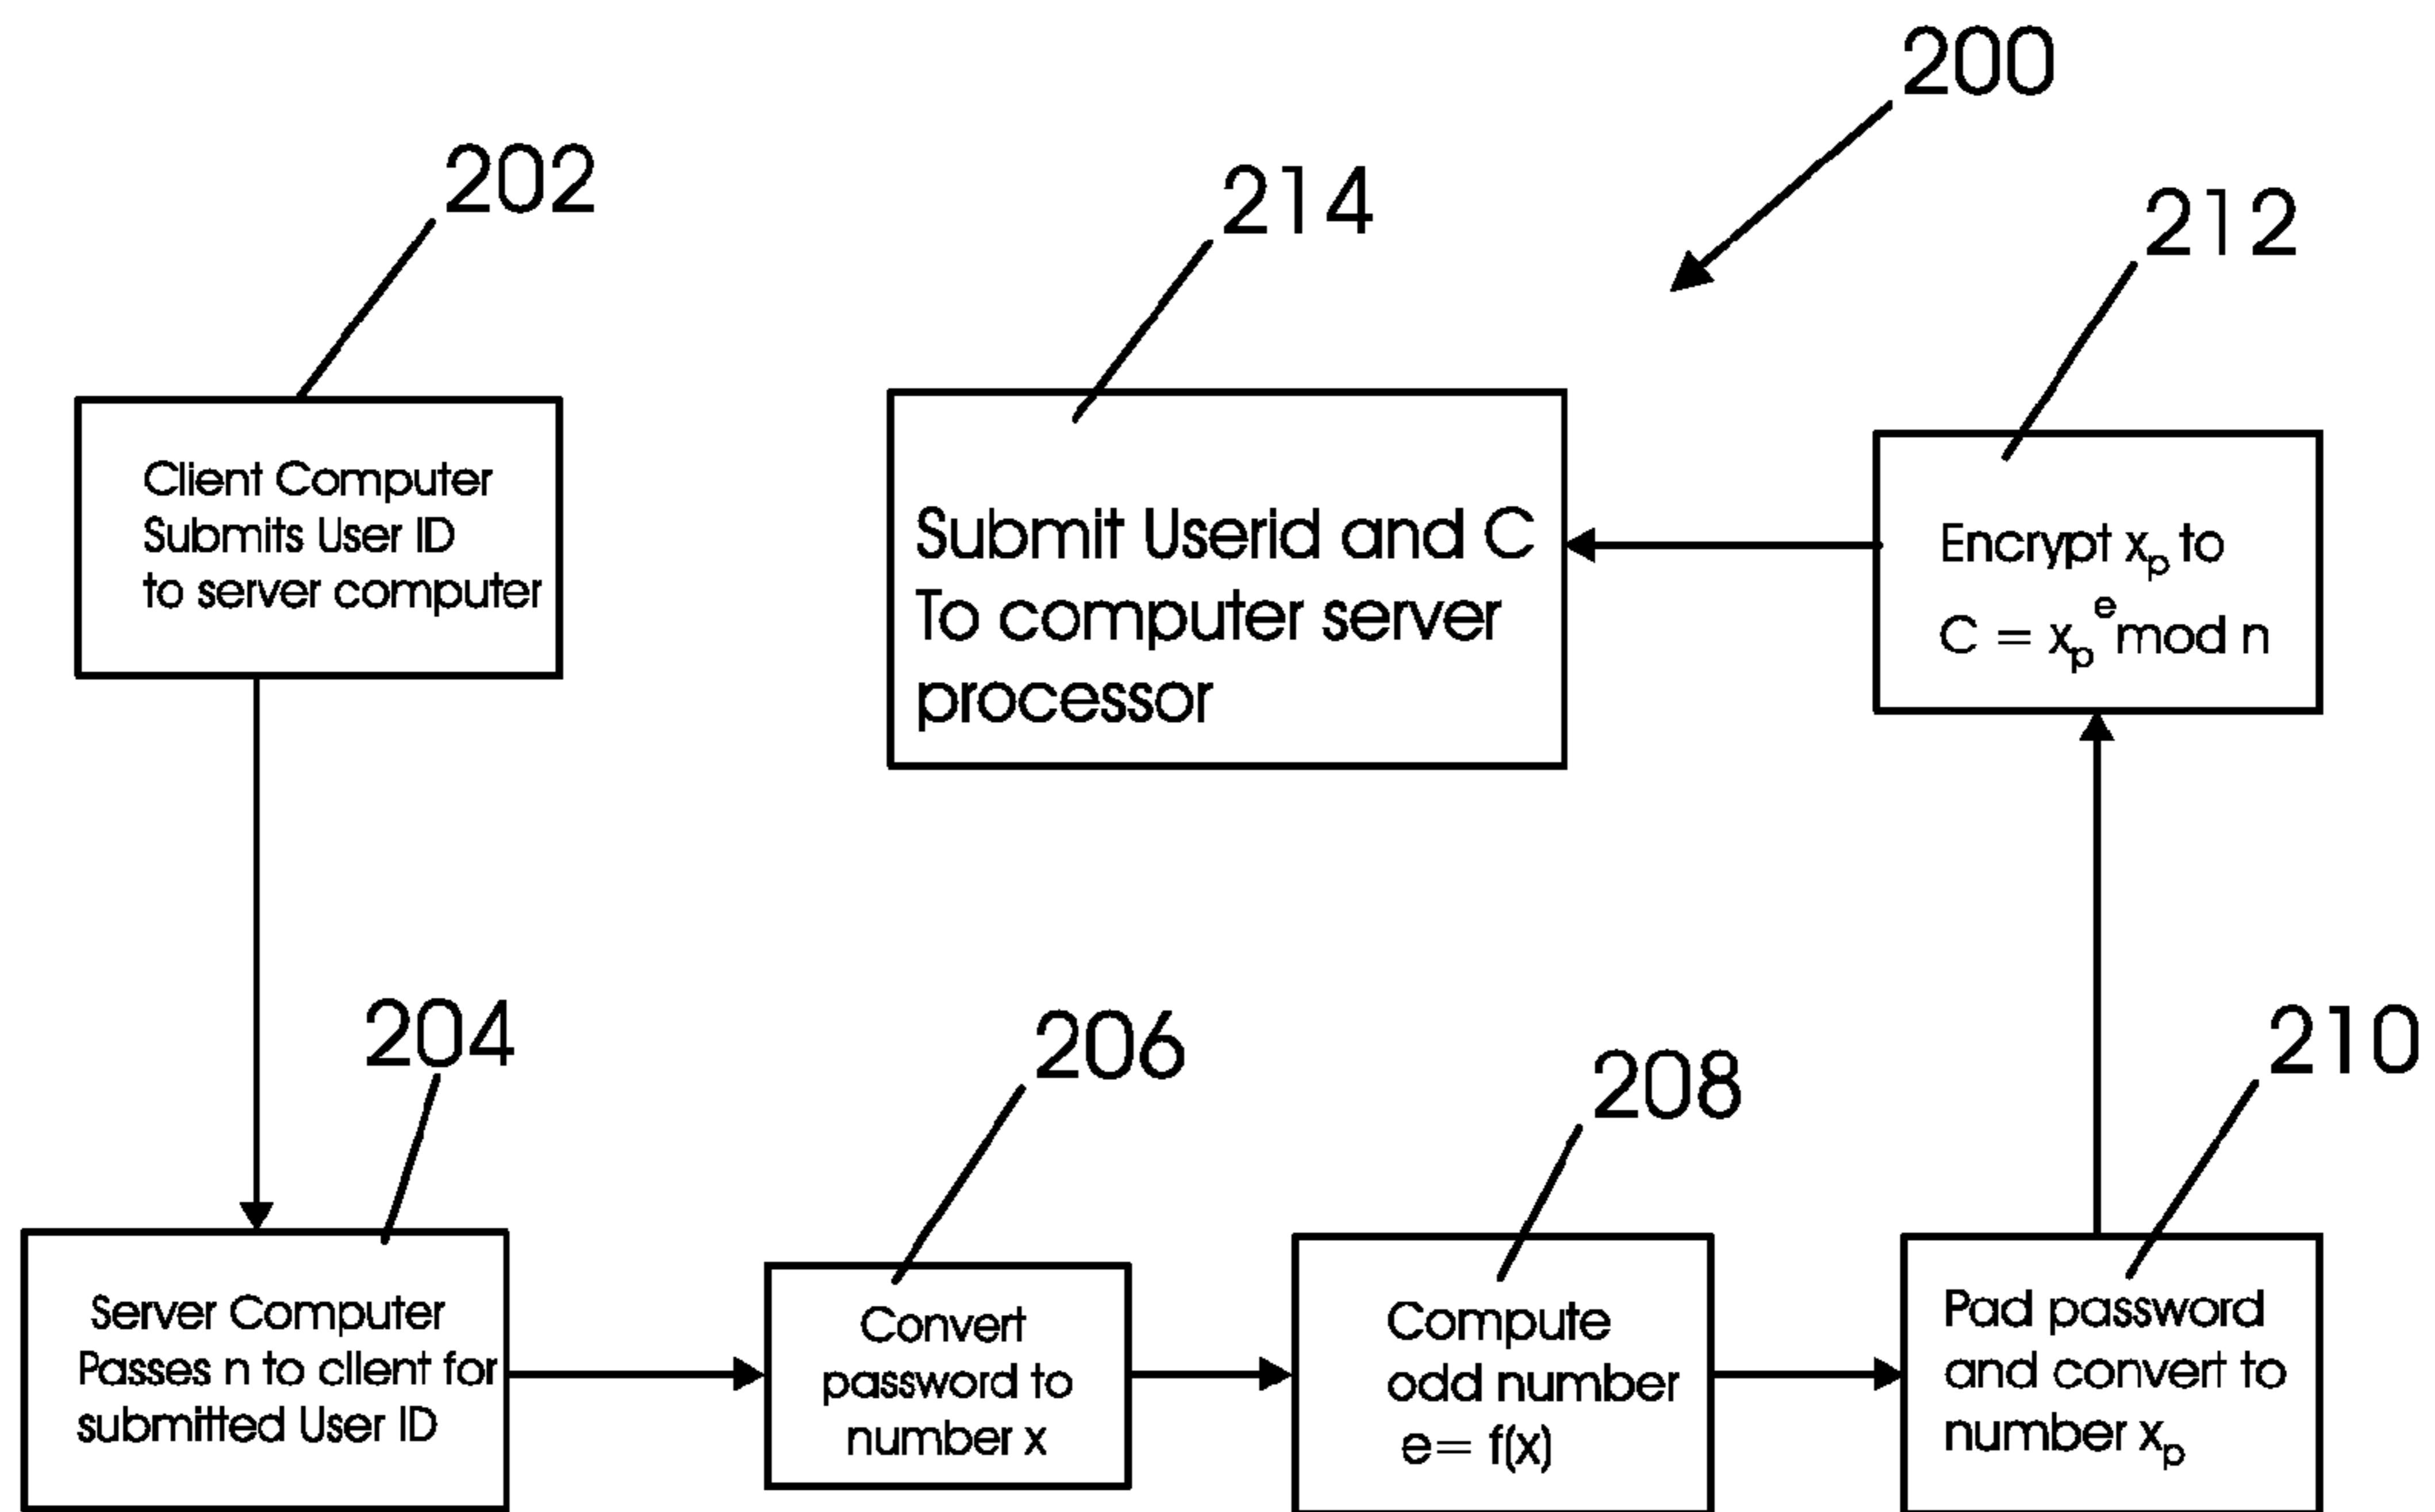 200
202
Client Computer
Submits User ID
to server computer
204
Server Computer
Passes n to client for
submitted User ID
206
Convert
password to
number x
208
Compute
odd number
e= f(x)
210
Pad password
and convert to
number xₚ
212
Encrypt xₚ to
C = xₚᵉ mod n
214
Submit Userid and C
To computer server
processor